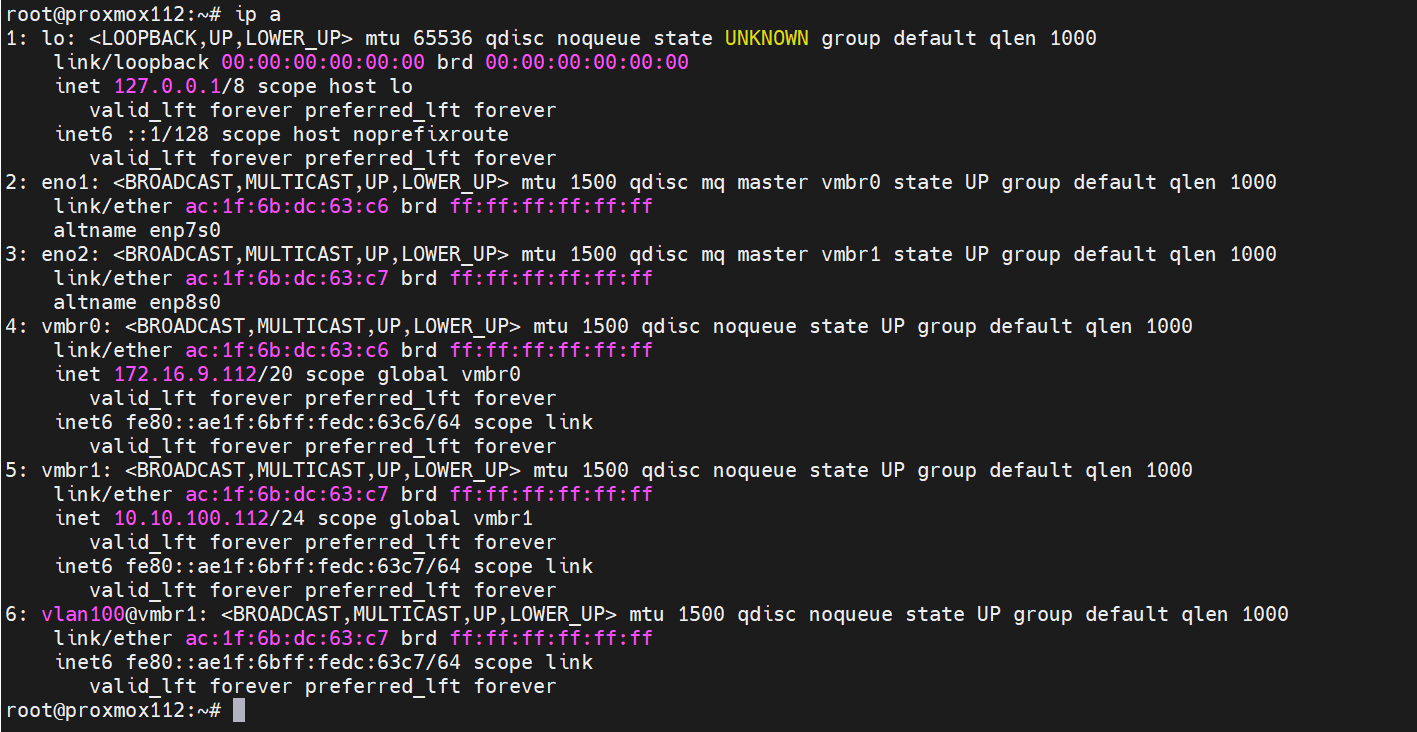 root@proxmox112:~# ip a
1: lo: <LOOPBACK,UP,LOWER_UP> mtu 65536 qdisc noqueue state UNKNOWN group default qlen 1000
    link/loopback 00:00:00:00:00:00 brd 00:00:00:00:00:00
    inet 127.0.0.1/8 scope host lo
       valid_lft forever preferred_lft forever
    inet6 ::1/128 scope host noprefixroute
       valid_lft forever preferred_lft forever
2: eno1: <BROADCAST,MULTICAST,UP,LOWER_UP> mtu 1500 qdisc mq master vmbr0 state UP group default qlen 1000
    link/ether ac:1f:6b:dc:63:c6 brd ff:ff:ff:ff:ff:ff
    altname enp7s0
3: eno2: <BROADCAST,MULTICAST,UP,LOWER_UP> mtu 1500 qdisc mq master vmbr1 state UP group default qlen 1000
    link/ether ac:1f:6b:dc:63:c7 brd ff:ff:ff:ff:ff:ff
    altname enp8s0
4: vmbr0: <BROADCAST,MULTICAST,UP,LOWER_UP> mtu 1500 qdisc noqueue state UP group default qlen 1000
    link/ether ac:1f:6b:dc:63:c6 brd ff:ff:ff:ff:ff:ff
    inet 172.16.9.112/20 scope global vmbr0
       valid_lft forever preferred_lft forever
    inet6 fe80::ae1f:6bff:fedc:63c6/64 scope link
       valid_lft forever preferred_lft forever
5: vmbr1: <BROADCAST,MULTICAST,UP,LOWER_UP> mtu 1500 qdisc noqueue state UP group default qlen 1000
    link/ether ac:1f:6b:dc:63:c7 brd ff:ff:ff:ff:ff:ff
    inet 10.10.100.112/24 scope global vmbr1
       valid_lft forever preferred_lft forever
    inet6 fe80::ae1f:6bff:fedc:63c7/64 scope link
       valid_lft forever preferred_lft forever
6: vlan100@vmbr1: <BROADCAST,MULTICAST,UP,LOWER_UP> mtu 1500 qdisc noqueue state UP group default qlen 1000
    link/ether ac:1f:6b:dc:63:c7 brd ff:ff:ff:ff:ff:ff
    inet6 fe80::ae1f:6bff:fedc:63c7/64 scope link
       valid_lft forever preferred_lft forever
root@proxmox112:~#